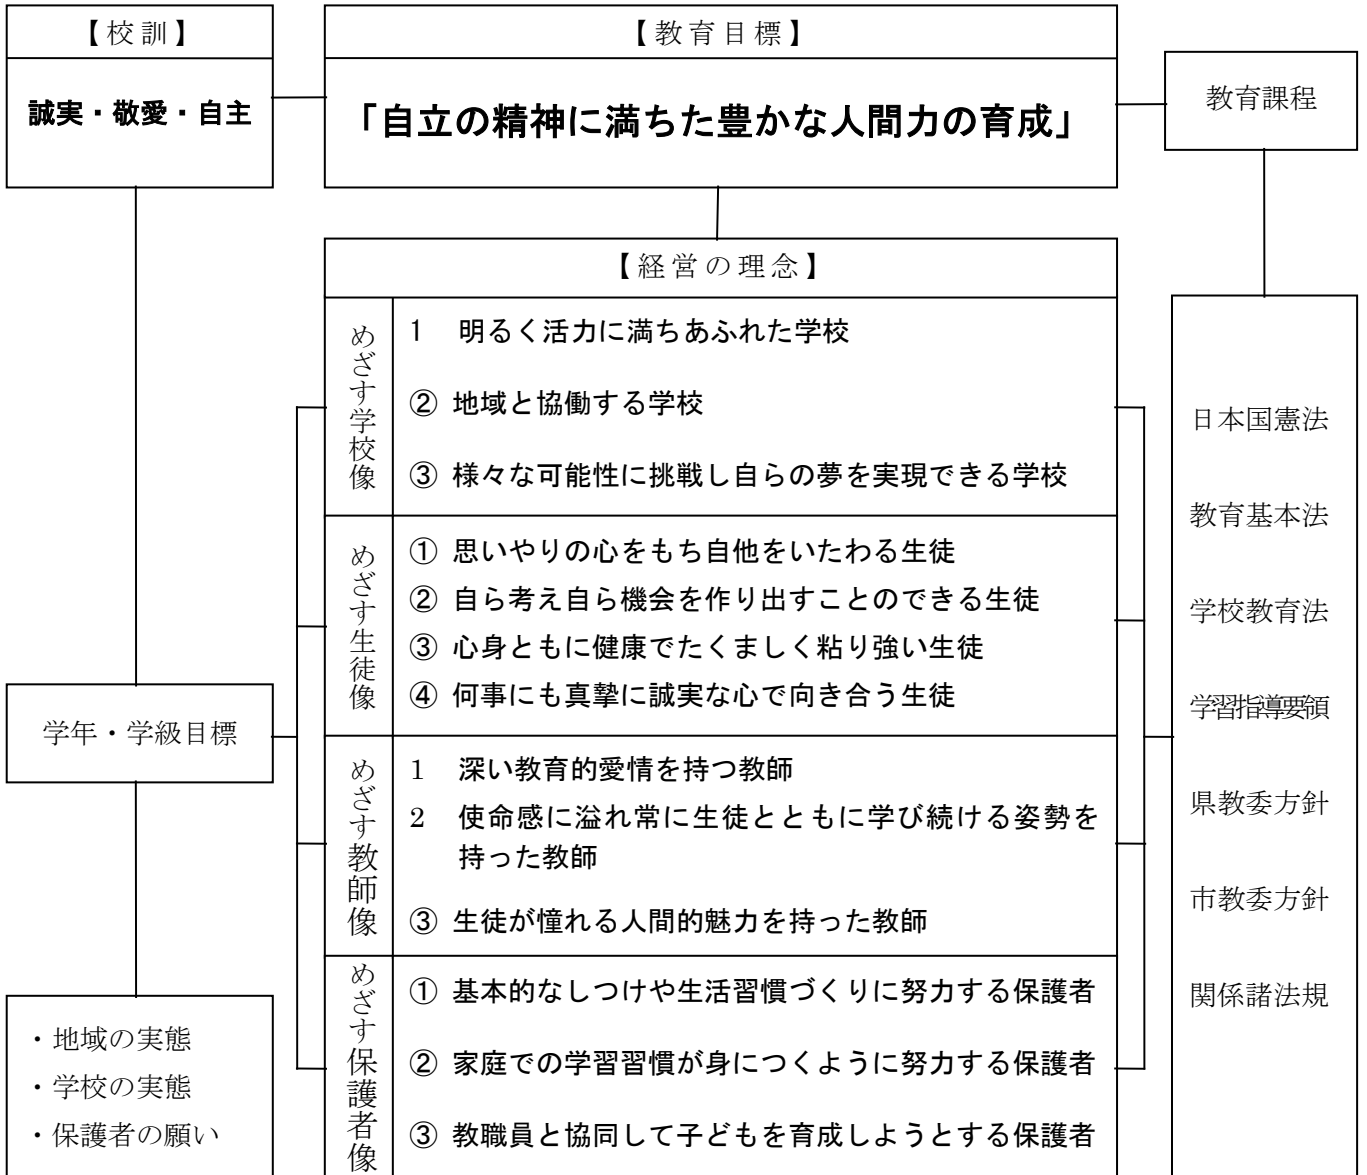 【校訓】
誠実・敬愛・自主
【教育目標】
「自立の精神に満ちた豊かな人間力の育成」
教育課程
【経営の理念】
めざす学校像
1 明るく活力に満ちあふれた学校
② 地域と協働する学校
③ 様々な可能性に挑戦し自らの夢を実現できる学校
めざす生徒像
① 思いやりの心をもち自他をいたわる生徒
② 自ら考え自ら機会を作り出すことのできる生徒
③ 心身ともに健康でたくましく粘り強い生徒
④ 何事にも真摯に誠実な心で向き合う生徒
めざす教師像
1 深い教育的愛情を持つ教師
2 使命感に溢れ常に生徒とともに学び続ける姿勢を
持った教師
③ 生徒が憧れる人間的魅力を持った教師
めざす保護者像
① 基本的なしつけや生活習慣づくりに努力する保護者
② 家庭での学習習慣が身につくように努力する保護者
③ 教職員と協同して子どもを育成しようとする保護者
学年・学級目標
・地域の実態
・学校の実態
・保護者の願い
日本国憲法
教育基本法
学校教育法
学習指導要領
県教委方針
市教委方針
関係諸法規